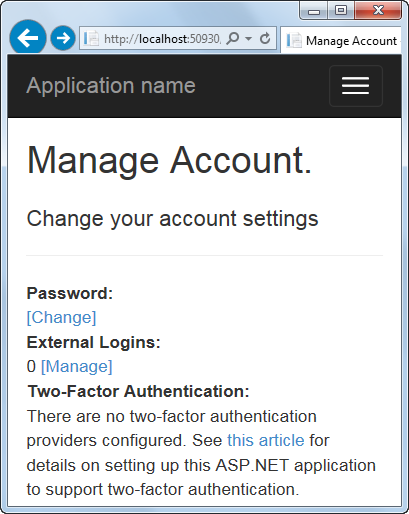 http://localhost:50930,
Manage Account
Application name
Manage Account.
Change your account settings
Password:
[Change]
External Logins:
0 [Manage]
Two-Factor Authentication:
There are no two-factor authentication
providers configured. See this article for
details on setting up this ASP.NET application
to support two-factor authentication.